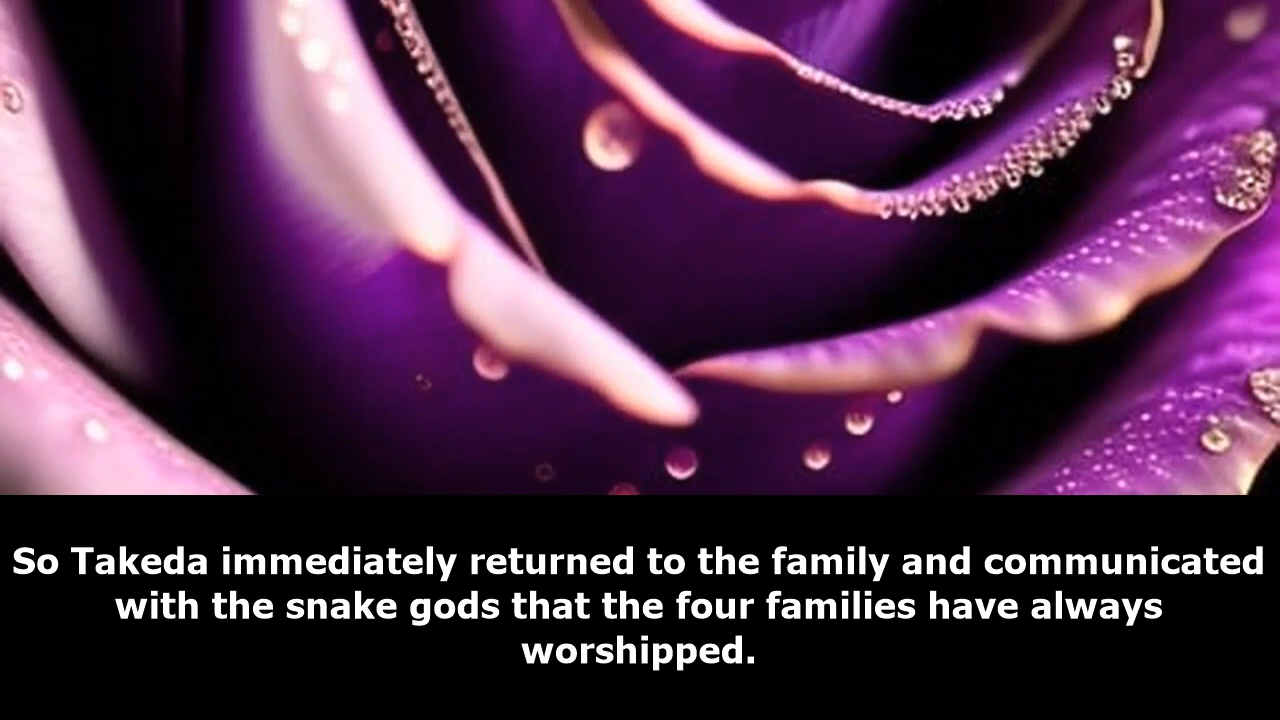 So Takeda immediately returned to the family and communicated
with the snake gods that the four families have always
worshipped.